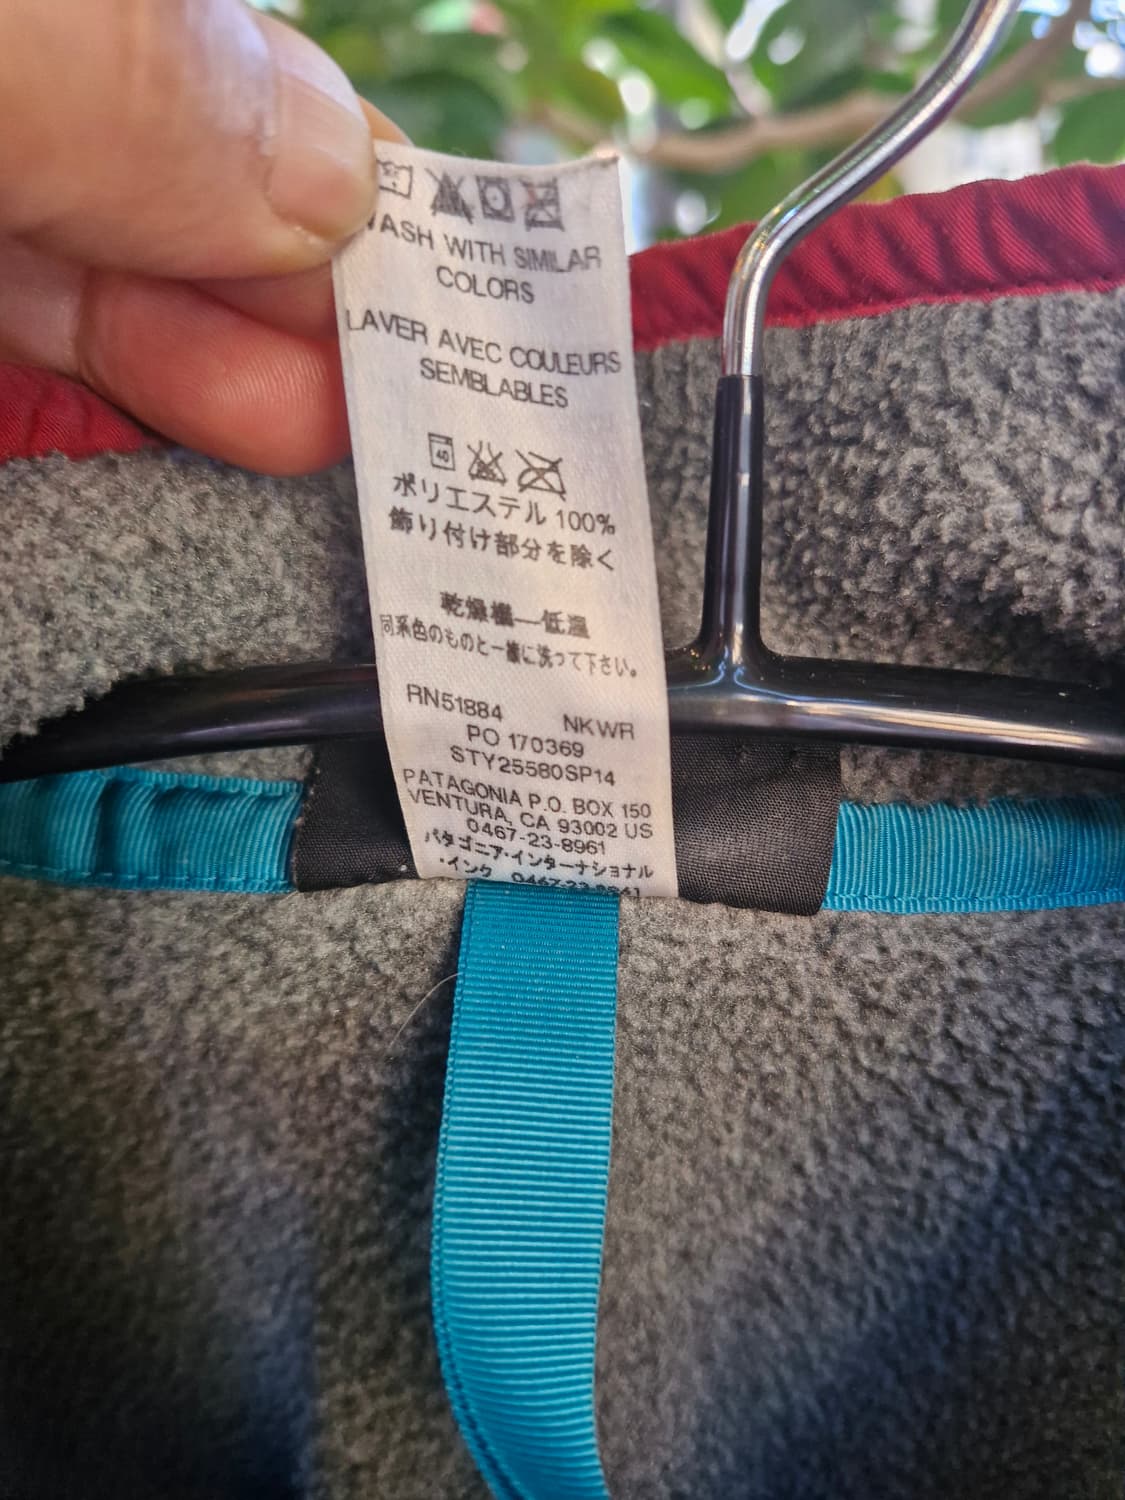 WASH WITH SIMILAR
COLORS
LAVER AVEC COULEURS
SEMBLABLES
40
ポリエステル 100%
飾り付け部分を除く
乾燥機—低温
同系色のものと一緒に洗って下さい。
RN51884 NKWR
PO 170369
STY25580SP14
PATAGONIA P.O. BOX 150
VENTURA, CA 93002 US
0467-23-8961
パタゴニア・インターナショナル
・インク 0467-23-8941